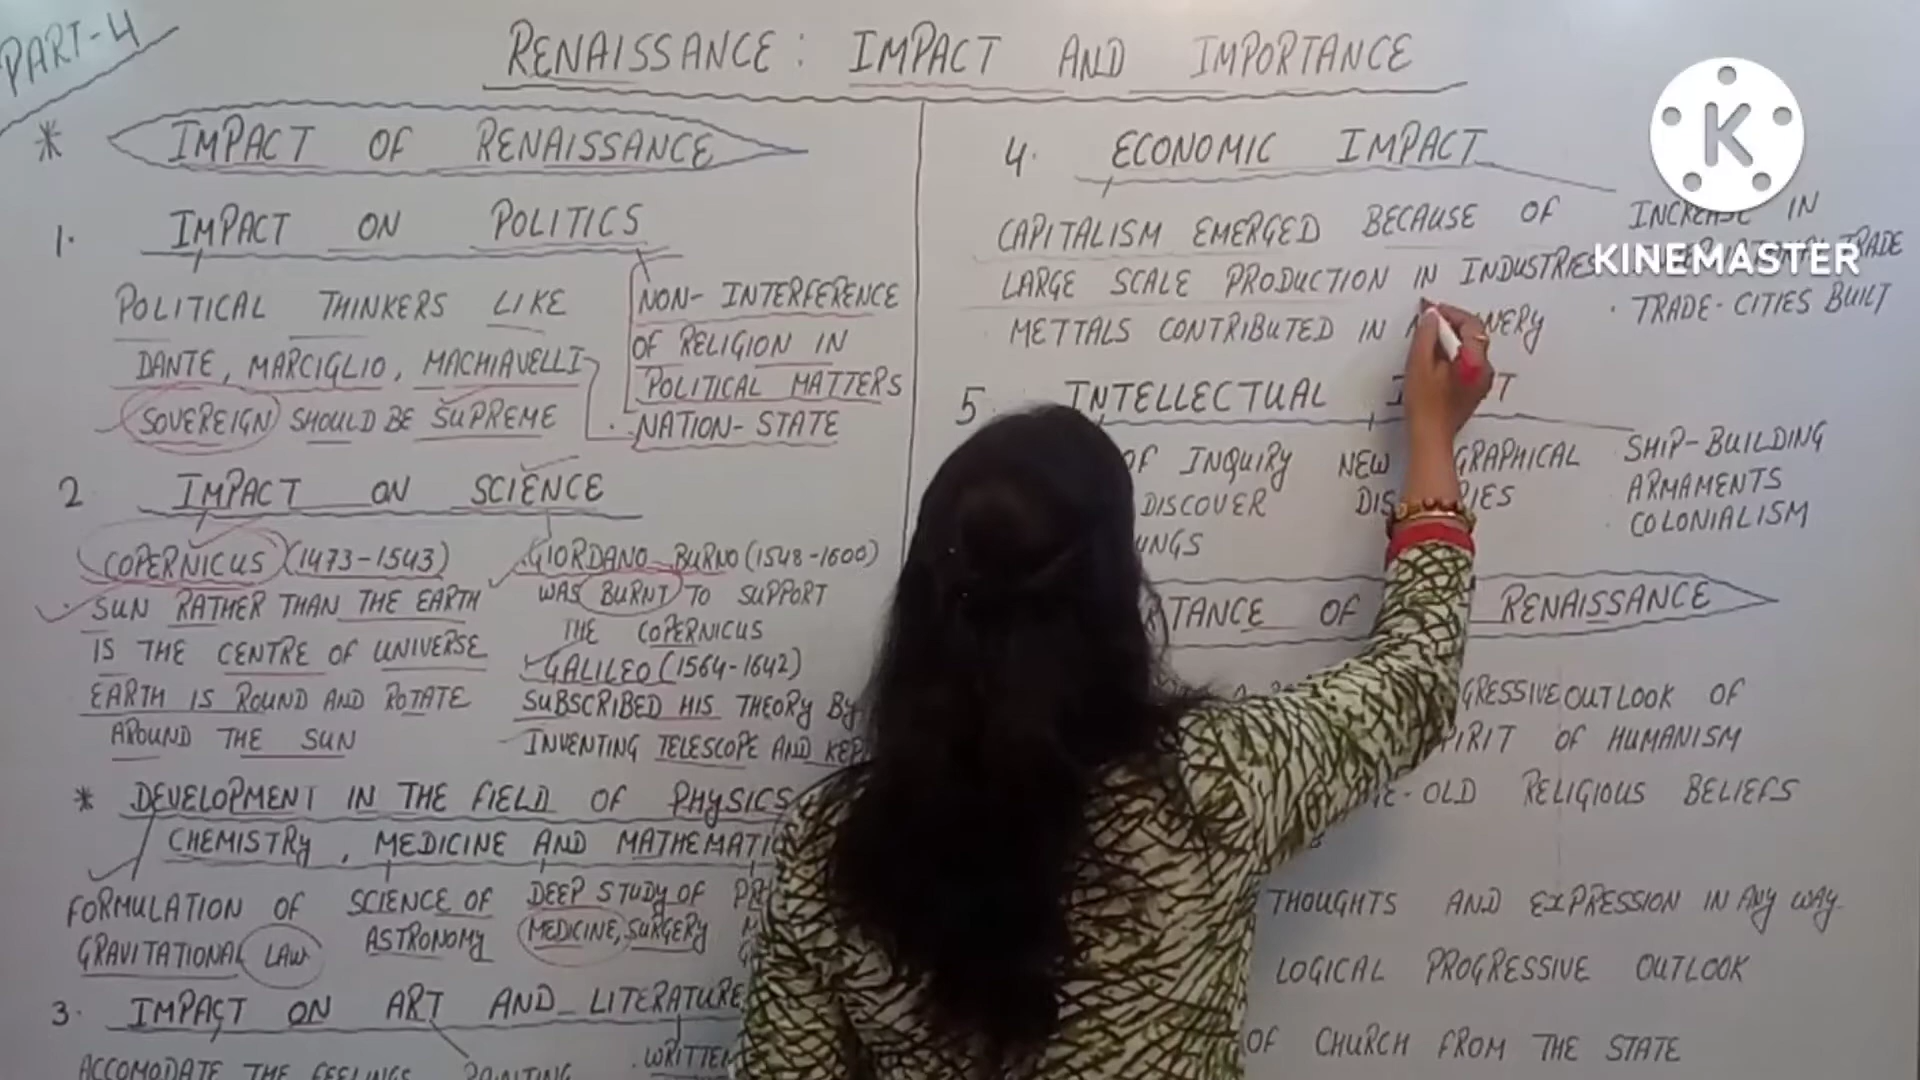 PART-4
RENAISSANCE: IMPACT AND IMPORTANCE
* IMPACT OF RENAISSANCE
1. IMPACT ON POLITICS
POLITICAL THINKERS LIKE
DANTE, MARCIGLIO, MACHIAVELLI
SOVEREIGN SHOULD BE SUPREME
NON-INTERFERENCE
OF RELIGION IN
POLITICAL MATTERS
· NATION-STATE
2. IMPACT ON SCIENCE
COPERNICUS (1473-1543)
· SUN RATHER THAN THE EARTH
IS THE CENTRE OF UNIVERSE
EARTH IS ROUND AND ROTATE
AROUND THE SUN
GIORDANO BURNO (1548-1600)
WAS BURNT TO SUPPORT
THE COPERNICUS
GALILEO (1564-1642)
SUBSCRIBED HIS THEORY BY
INVENTING TELESCOPE AND
* DEVELOPMENT IN THE FIELD OF PHYSICS
CHEMISTRY, MEDICINE AND
FORMULATION OF
GRAVITATIONAL LAW
SCIENCE OF
ASTRONOMY
DEEP STUDY OF
MEDICINE, SURGERY
3. IMPACT ON ART AND LITERATURE
ACCOMODATE THE FEELINGS
PAINTING
· WRITTEN
4. ECONOMIC IMPACT
CAPITALISM EMERGED BECAUSE OF
LARGE SCALE PRODUCTION IN INDUSTRIES
· METTALS CONTRIBUTED IN
INCREASE IN
TRADE
· TRADE-CITIES BUILT
5. INTELLECTUAL
OF INQUIRY
DISCOVER
NEW
SHIP-BUILDING
ARMAMENTS
COLONIALISM
OF RENAISSANCE
OUTLOOK OF
OF HUMANISM
OLD RELIGIOUS BELIEFS
THOUGHTS AND EXPRESSION IN ANY WAY
LOGICAL PROGRESSIVE OUTLOOK
OF CHURCH FROM THE STATE
K
KINEMASTER